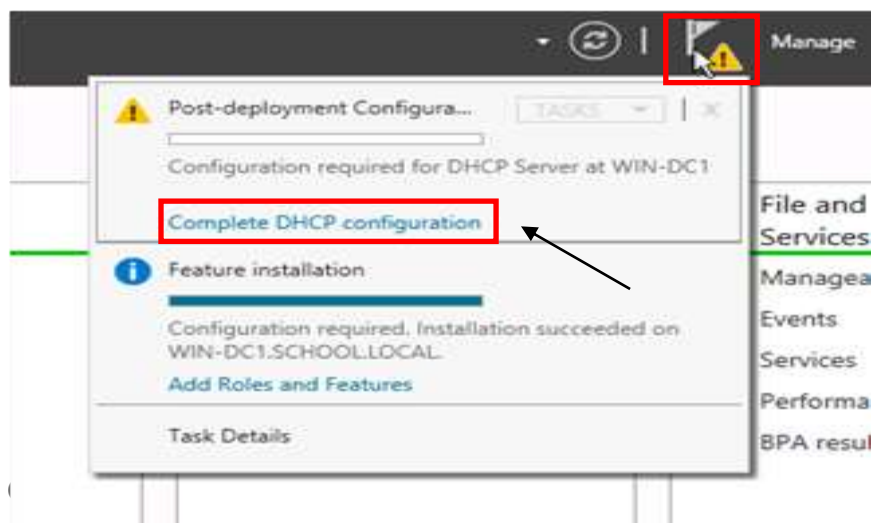 Manage
Post-deployment Configura...
TASKS
Configuration required for DHCP Server at WIN-DC1
Complete DHCP configuration
Feature installation
Configuration required. Installation succeeded on
WIN-DC1.SCHOOL.LOCAL.
Add Roles and Features
Task Details
File and
Services
Managea
Events
Services
Performa
BPA resul